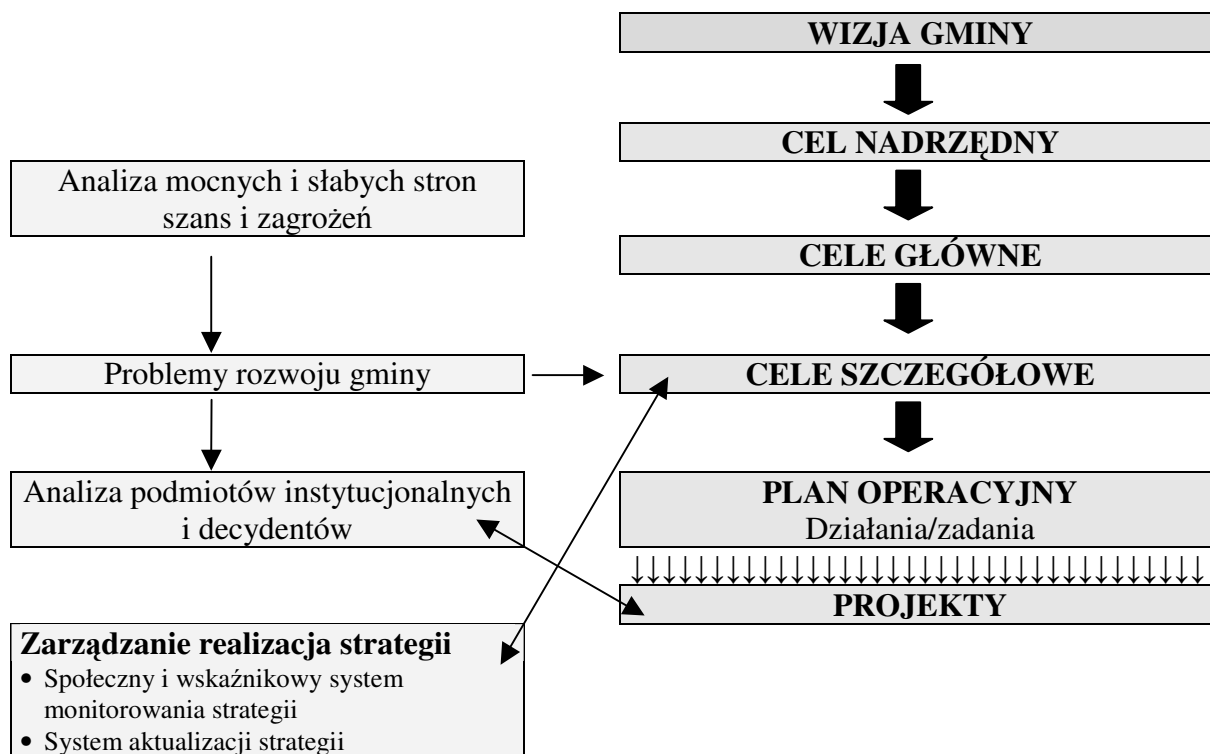 WIZJA GMINY
CEL NADRZĘDNY
Analiza mocnych i słabych stron
szans i zagrożeń
CELE GŁÓWNE
Problemy rozwoju gminy
CELE SZCZEGÓŁOWE
Analiza podmiotów instytucjonalnych
i decydentów
PLAN OPERACYJNY
Działania/zadania
↓↓↓↓↓↓↓↓↓↓↓↓↓↓↓↓↓↓↓↓↓↓↓↓↓↓↓↓↓↓↓↓↓↓↓↓
PROJEKTY
Zarządzanie realizacja strategii
• Społeczny i wskaźnikowy system
monitorowania strategii
• System aktualizacji strategii